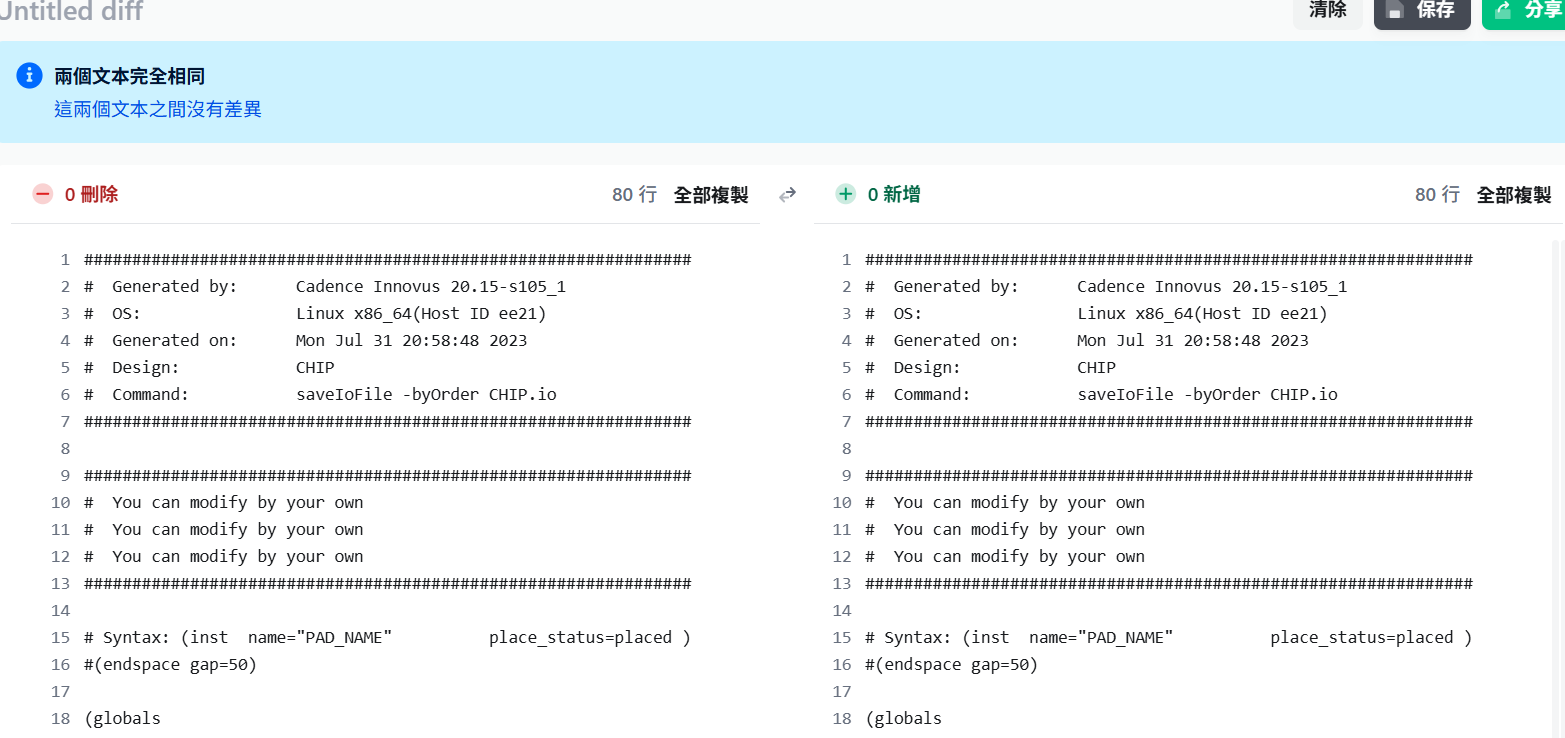 Untitled diff
清除
保存
分享
兩個文本完全相同
這兩個文本之間沒有差異
0 刪除
80 行 全部複製
0 新增
80 行 全部複製
1 ###############################################################
2 #  Generated by:      Cadence Innovus 20.15-s105_1
3 #  OS:                Linux x86_64(Host ID ee21)
4 #  Generated on:      Mon Jul 31 20:58:48 2023
5 #  Design:            CHIP
6 #  Command:           saveIoFile -byOrder CHIP.io
7 ###############################################################
8
9 ###############################################################
10 #  You can modify by your own
11 #  You can modify by your own
12 #  You can modify by your own
13 ###############################################################
14
15 # Syntax: (inst  name="PAD_NAME"          place_status=placed )
16 #(endspace gap=50)
17
18 (globals
1 ###############################################################
2 #  Generated by:      Cadence Innovus 20.15-s105_1
3 #  OS:                Linux x86_64(Host ID ee21)
4 #  Generated on:      Mon Jul 31 20:58:48 2023
5 #  Design:            CHIP
6 #  Command:           saveIoFile -byOrder CHIP.io
7 ###############################################################
8
9 ###############################################################
10 #  You can modify by your own
11 #  You can modify by your own
12 #  You can modify by your own
13 ###############################################################
14
15 # Syntax: (inst  name="PAD_NAME"          place_status=placed )
16 #(endspace gap=50)
17
18 (globals